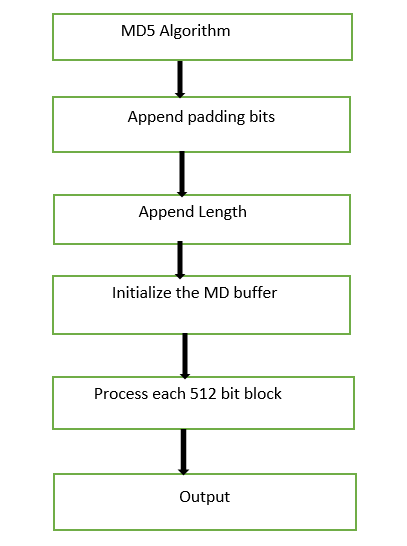 MD5 Algorithm
Append padding bits
Append Length
Initialize the MD buffer
Process each 512 bit block
Output